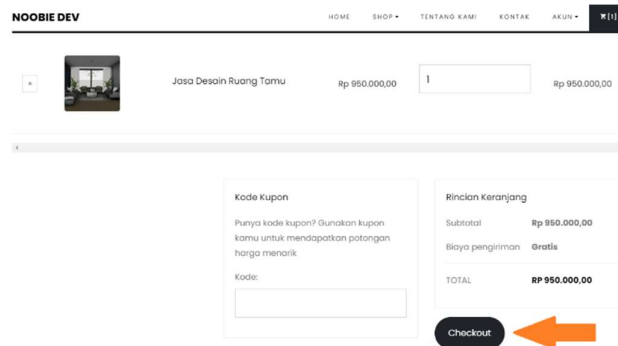 NOOBIE DEV
HOME SHOP TENTANG KAMI KONTAK AKUN [1]
× Jasa Desain Ruang Tamu Rp 950.000,00 1 Rp 950.000,00
Kode Kupon
Punya kode kupon? Gunakan kupon
kamu untuk mendapatkan potongan
harga menarik
Kode:
Rincian Keranjang
Subtotal Rp 950.000,00
Biaya pengiriman Gratis
TOTAL RP 950.000,00
Checkout